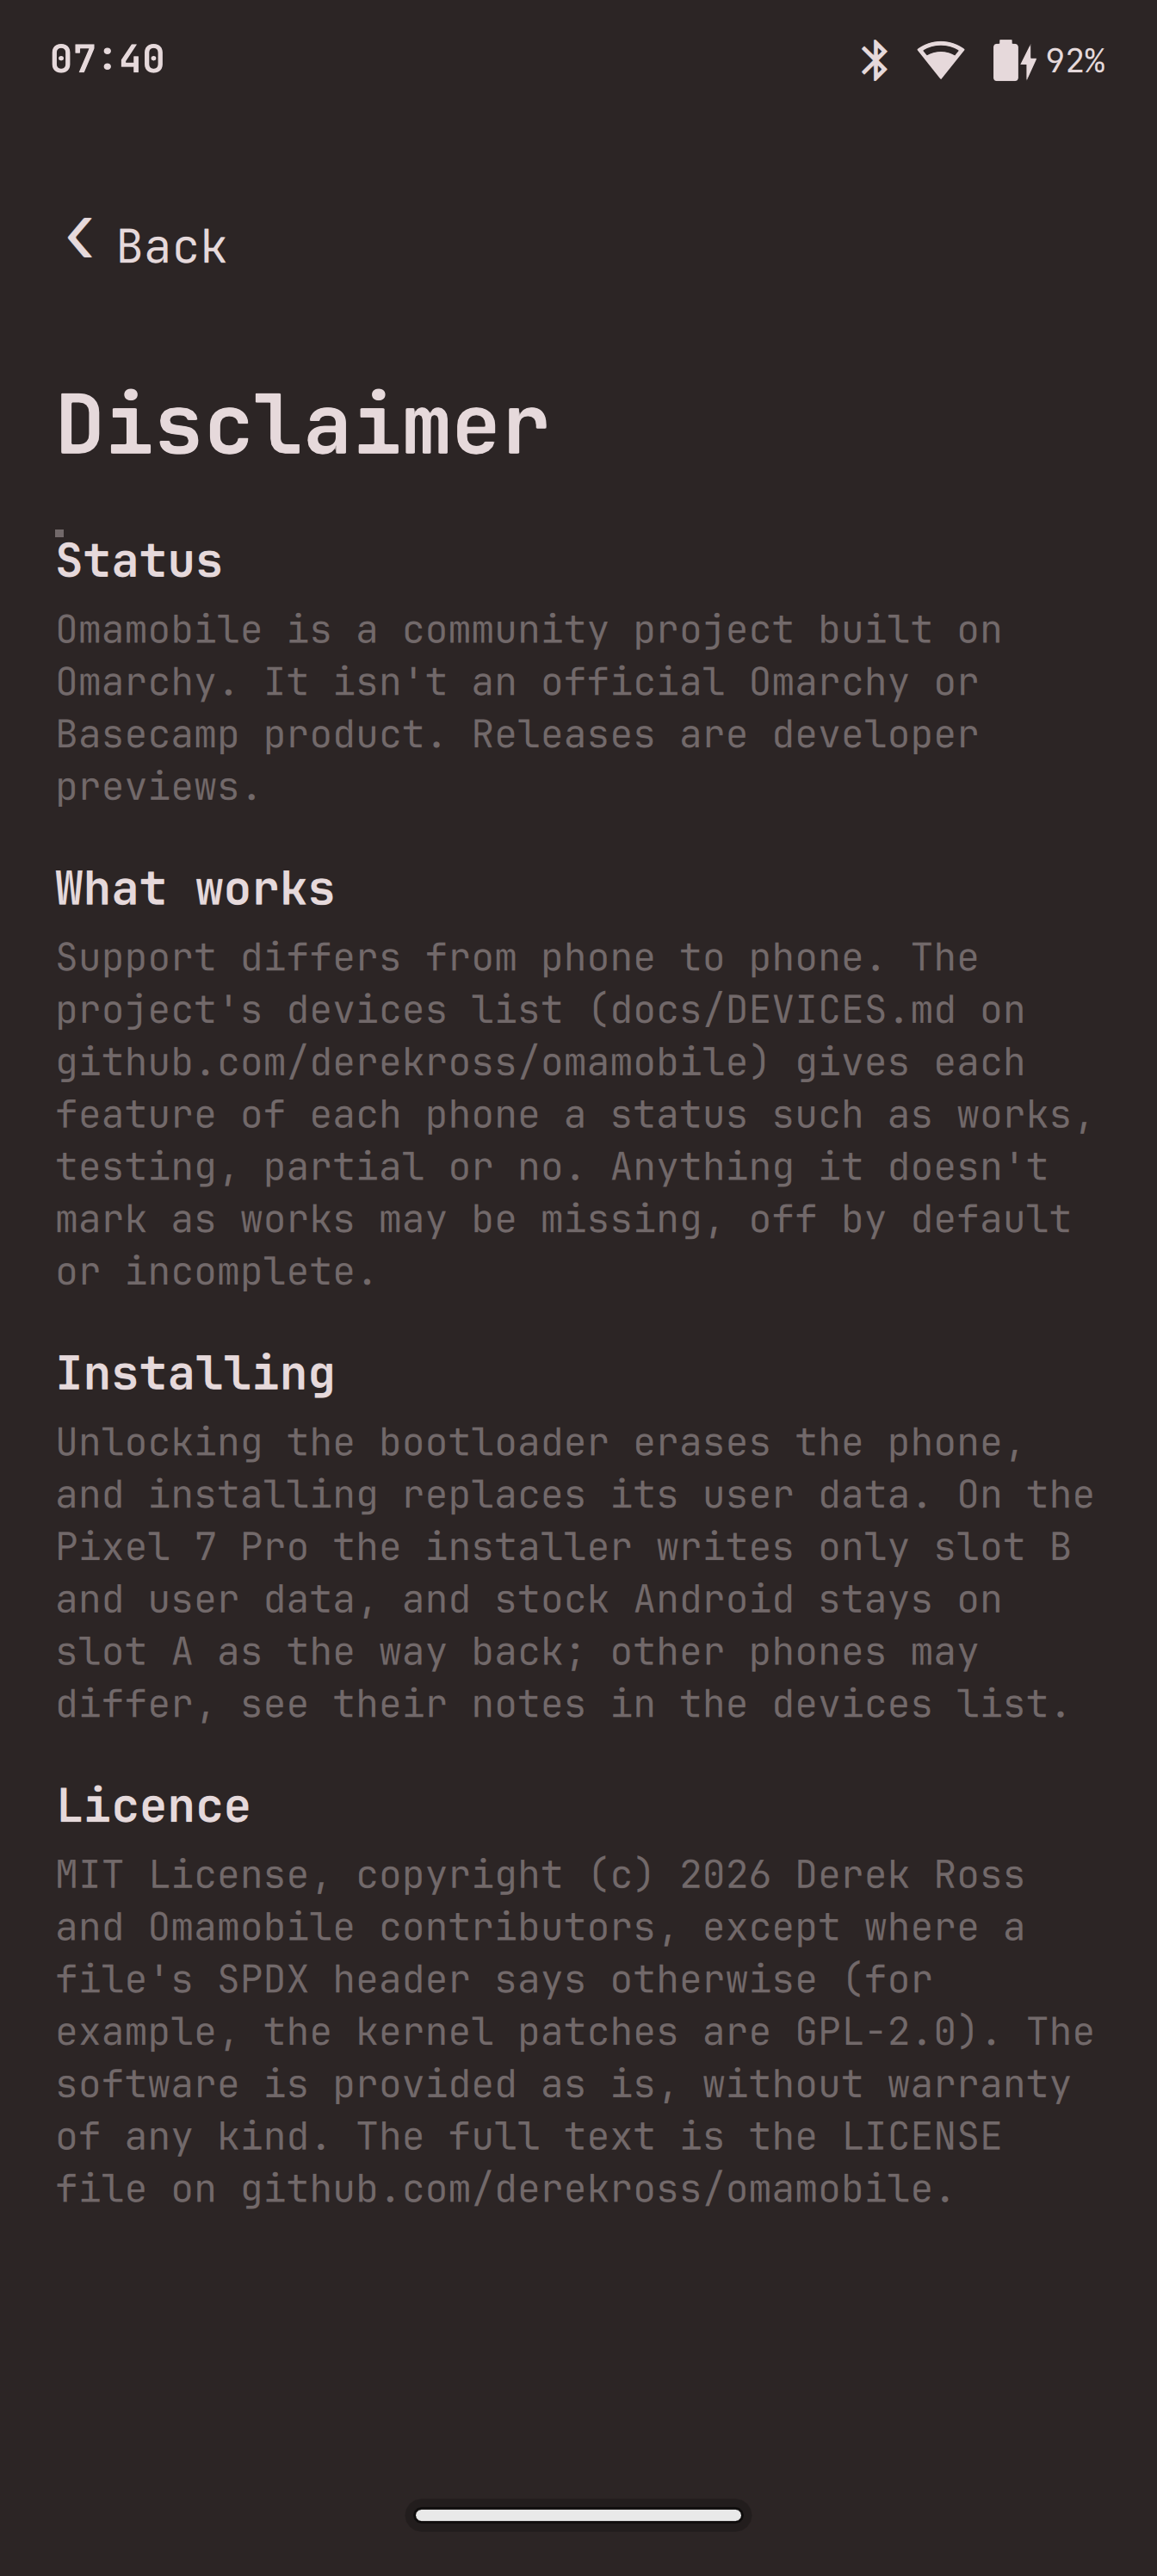 07:40
92%
Back
Disclaimer
Status
Omamobile is a community project built on
Omarchy. It isn't an official Omarchy or
Basecamp product. Releases are developer
previews.
What works
Support differs from phone to phone. The
project's devices list (docs/DEVICES.md on
github.com/derekross/omamobile) gives each
feature of each phone a status such as works,
testing, partial or no. Anything it doesn't
mark as works may be missing, off by default
or incomplete.
Installing
Unlocking the bootloader erases the phone,
and installing replaces its user data. On the
Pixel 7 Pro the installer writes only slot B
and user data, and stock Android stays on
slot A as the way back; other phones may
differ, see their notes in the devices list.
Licence
MIT License, copyright (c) 2026 Derek Ross
and Omamobile contributors, except where a
file's SPDX header says otherwise (for
example, the kernel patches are GPL-2.0). The
software is provided as is, without warranty
of any kind. The full text is the LICENSE
file on github.com/derekross/omamobile.